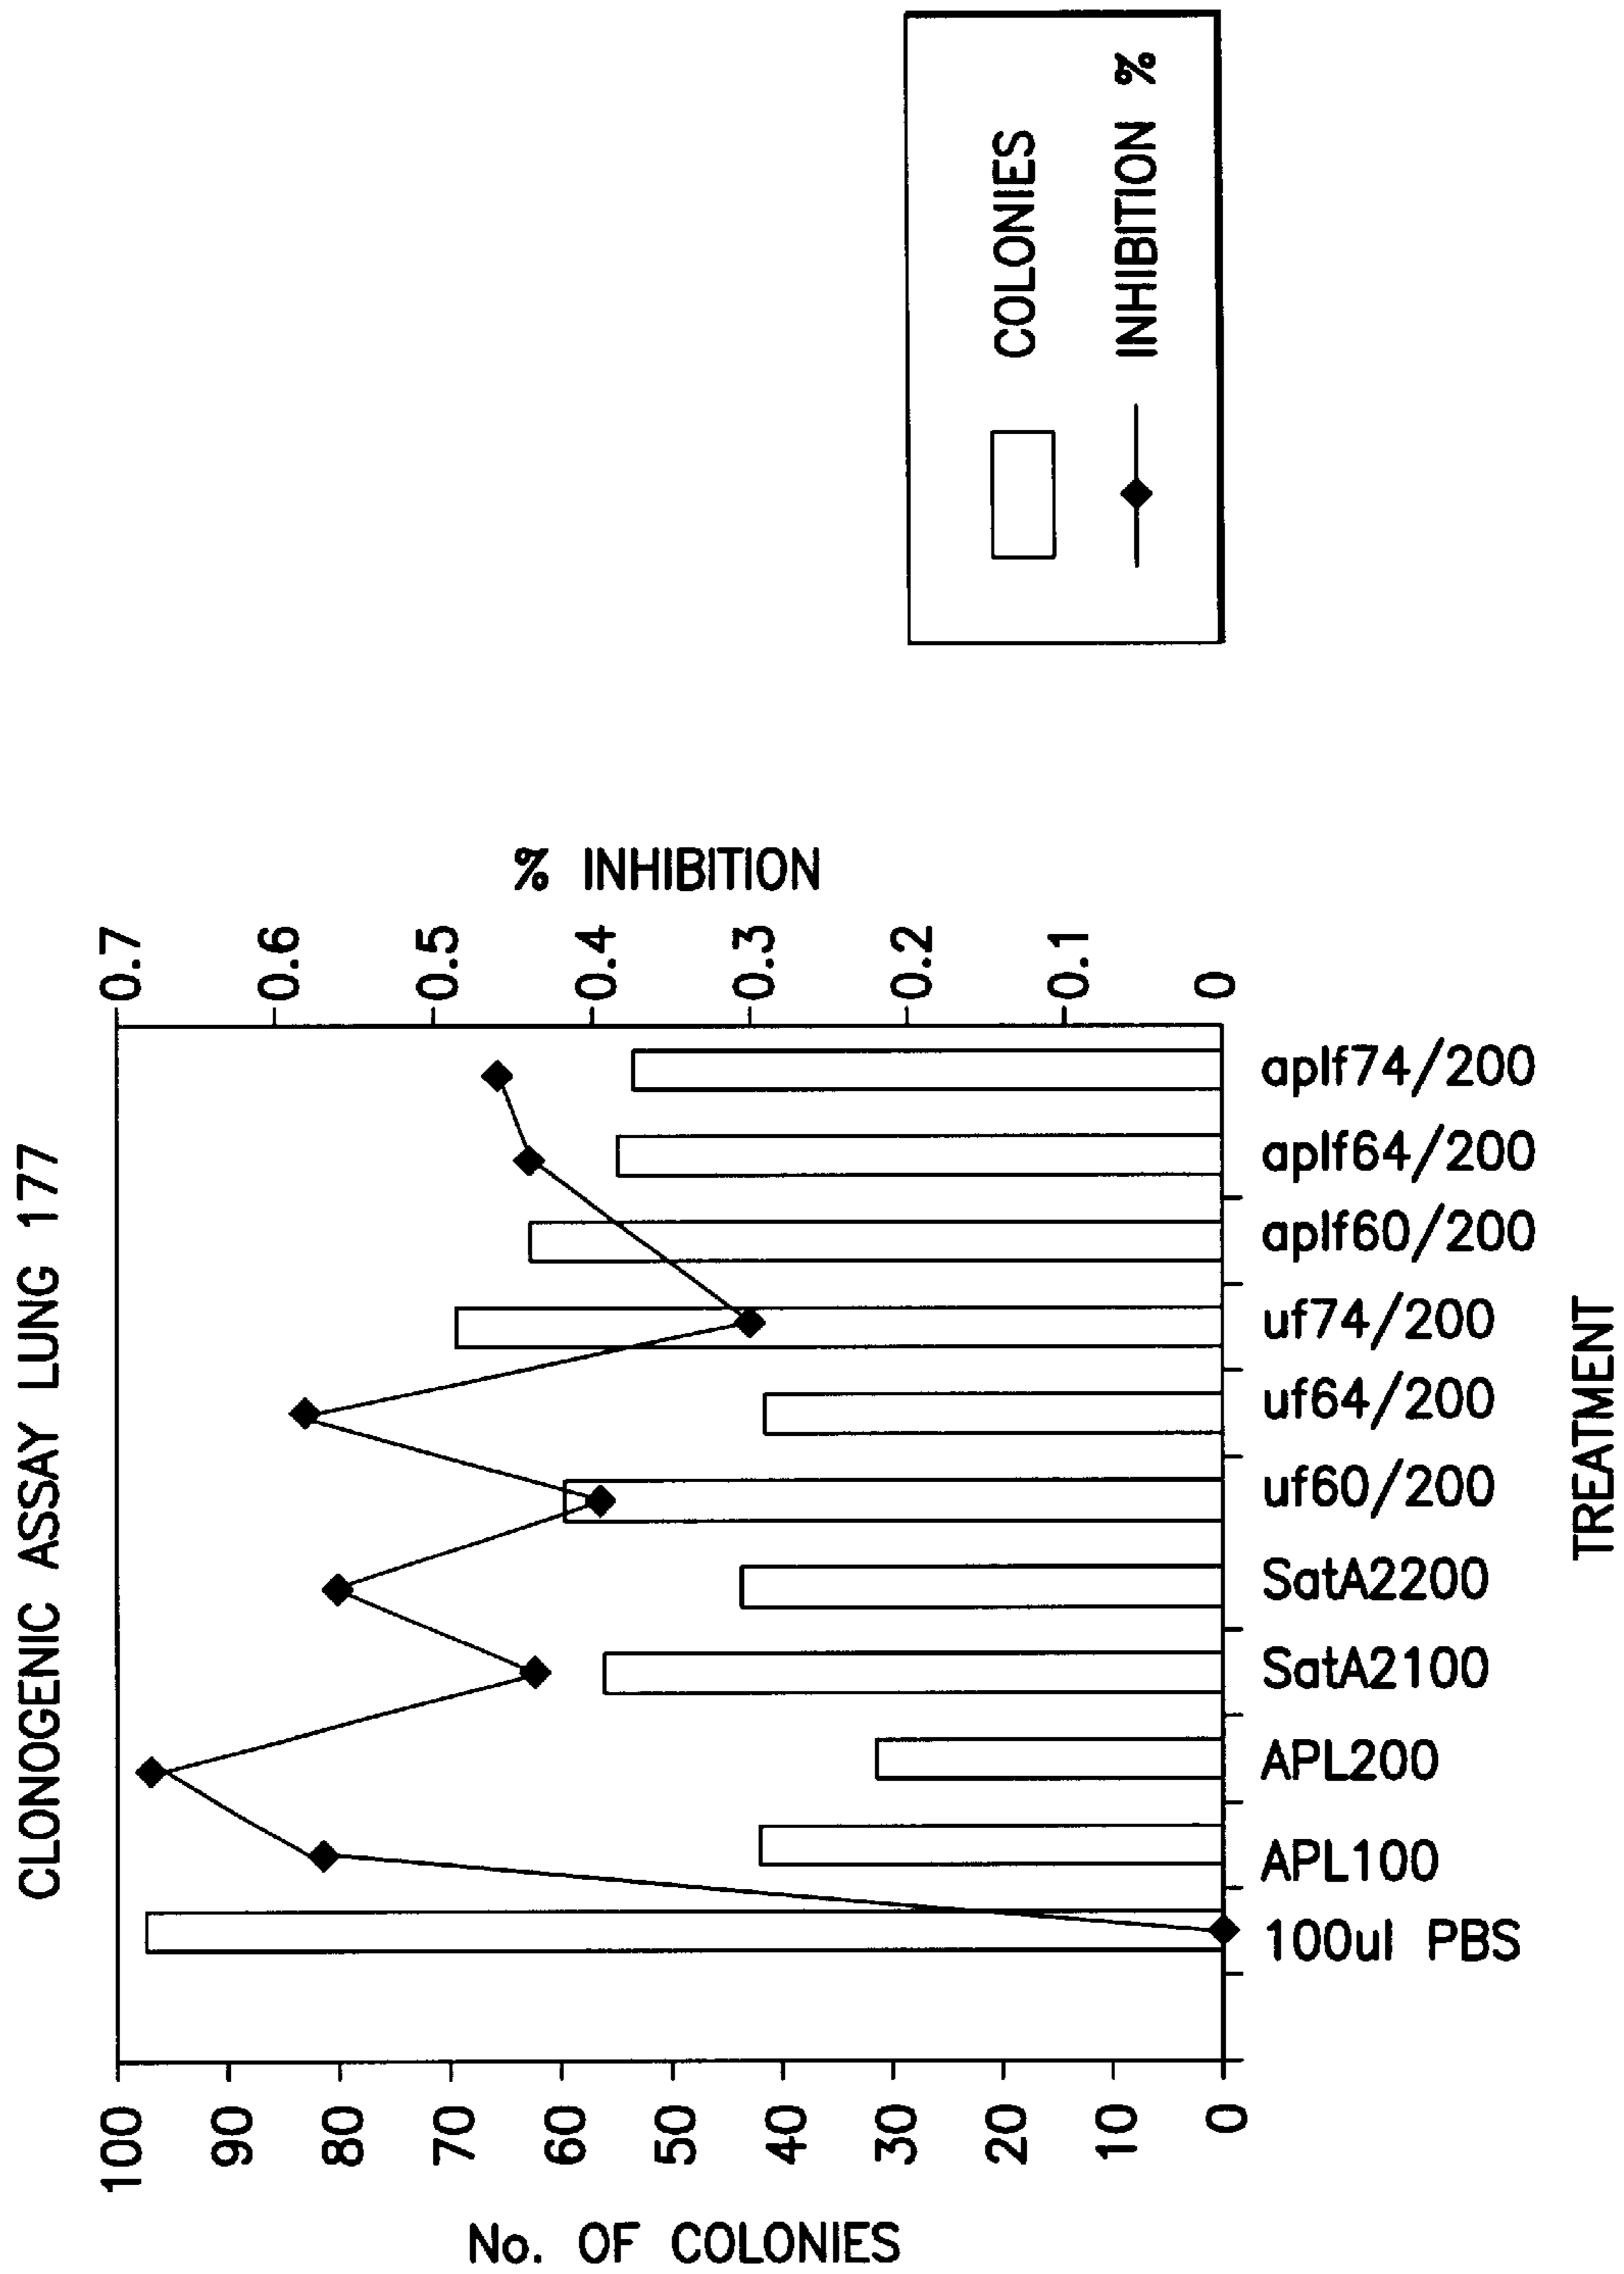 CLONOGENIC ASSAY LUNG 177
No. OF COLONIES
100
90
80
70
60
50
40
30
20
10
0
% INHIBITION
0.7
0.6
0.5
0.4
0.3
0.2
0.1
0
100ul PBS
APL100
APL200
SatA2100
SatA2200
uf60/200
uf64/200
uf74/200
aplf60/200
aplf64/200
aplf74/200
TREATMENT
COLONIES
INHIBITION %